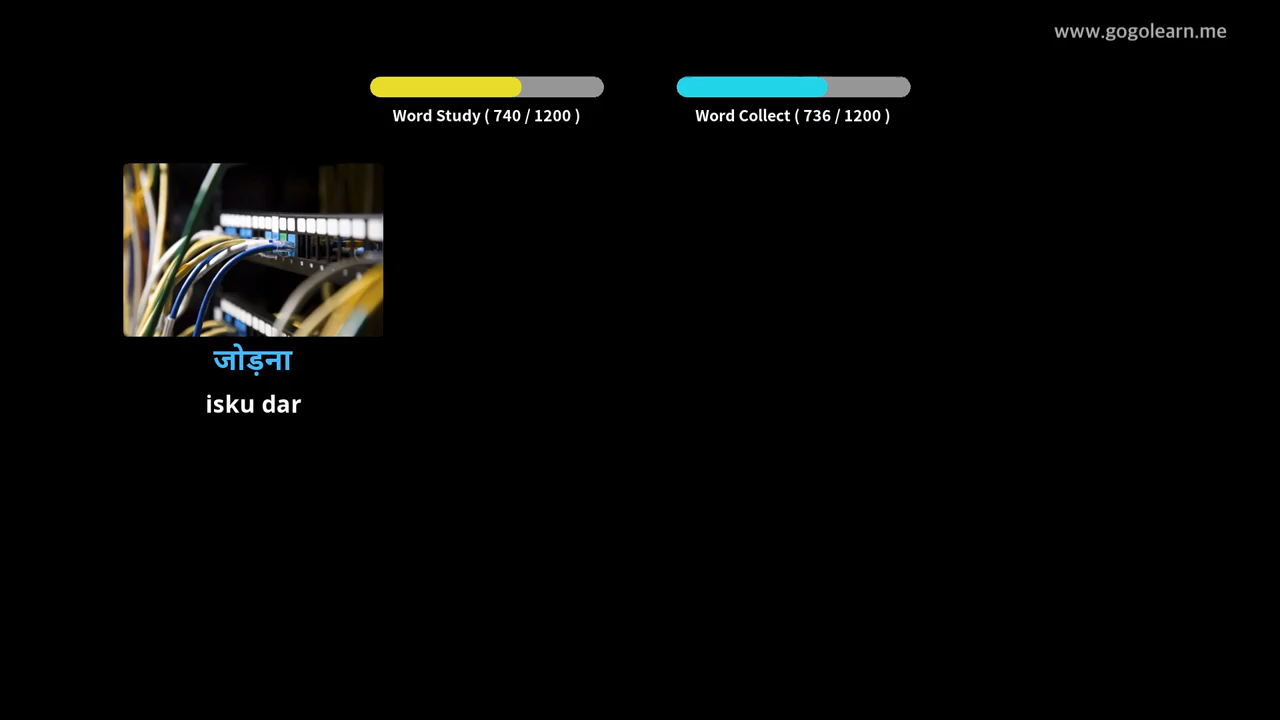 www.gogolearn.me
Word Study ( 740 / 1200 )
Word Collect ( 736 / 1200 )
जोड़ना
isku dar